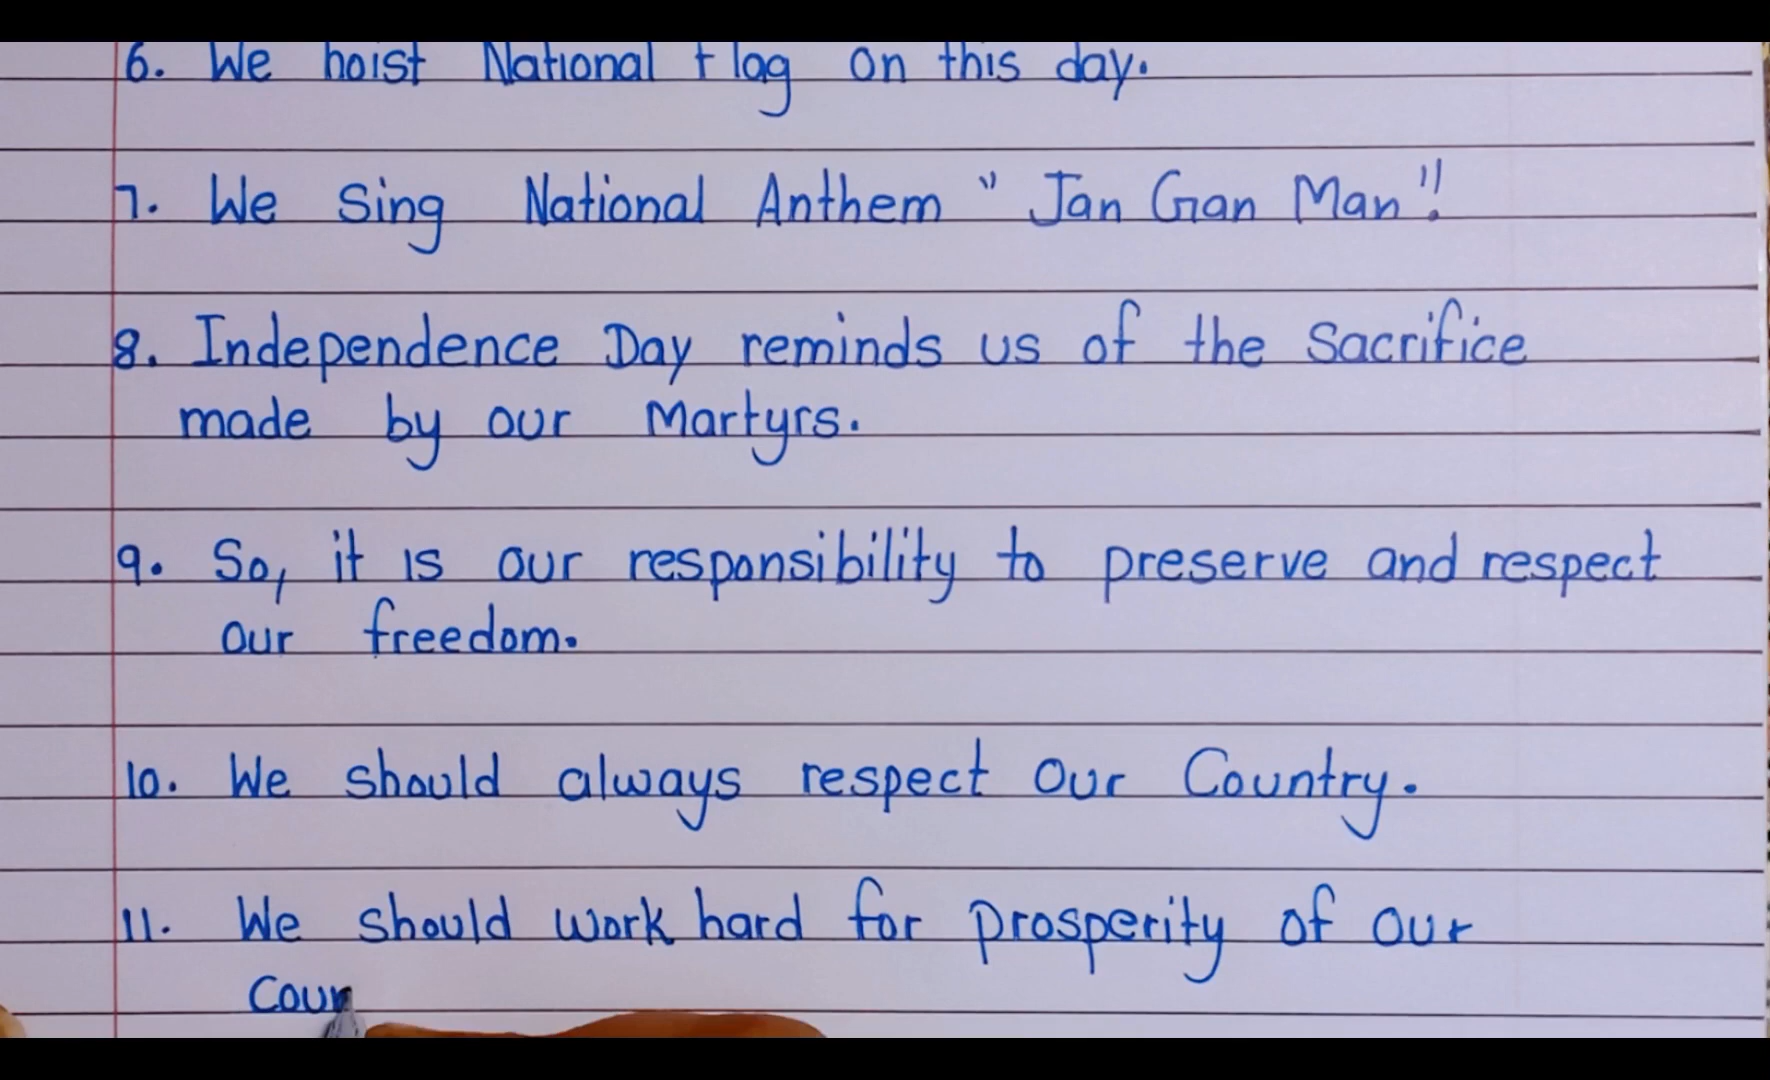 6. We hoist National Flag on this day.
7. We Sing National Anthem "Jan Gan Man".
8. Independence Day reminds us of the Sacrifice
made by our Martyrs.
9. So, it is our responsibility to preserve and respect
our freedom.
10. We should always respect our Country.
11. We should work hard for prosperity of our
Coun